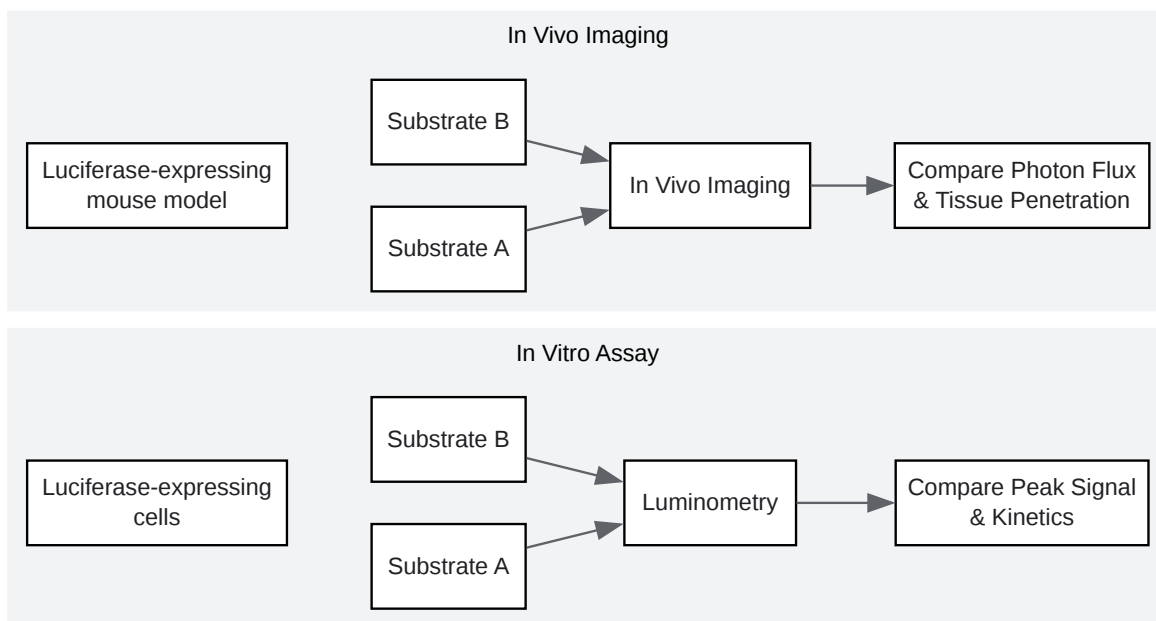 In Vivo Imaging
Luciferase-expressing
mouse model
Substrate B
Substrate A
In Vivo Imaging
Compare Photon Flux
& Tissue Penetration
In Vitro Assay
Luciferase-expressing
cells
Substrate B
Substrate A
Luminometry
Compare Peak Signal
& Kinetics